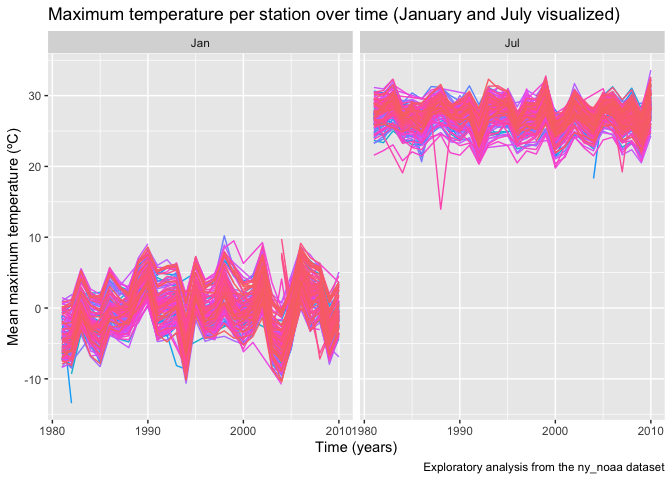 Maximum temperature per station over time (January and July visualized)
Jan
Jul
Mean maximum temperature (ºC)
30
20
10
0
-10
1980
1990
2000
2010
1980
1990
2000
2010
Time (years)
Exploratory analysis from the ny_noaa dataset